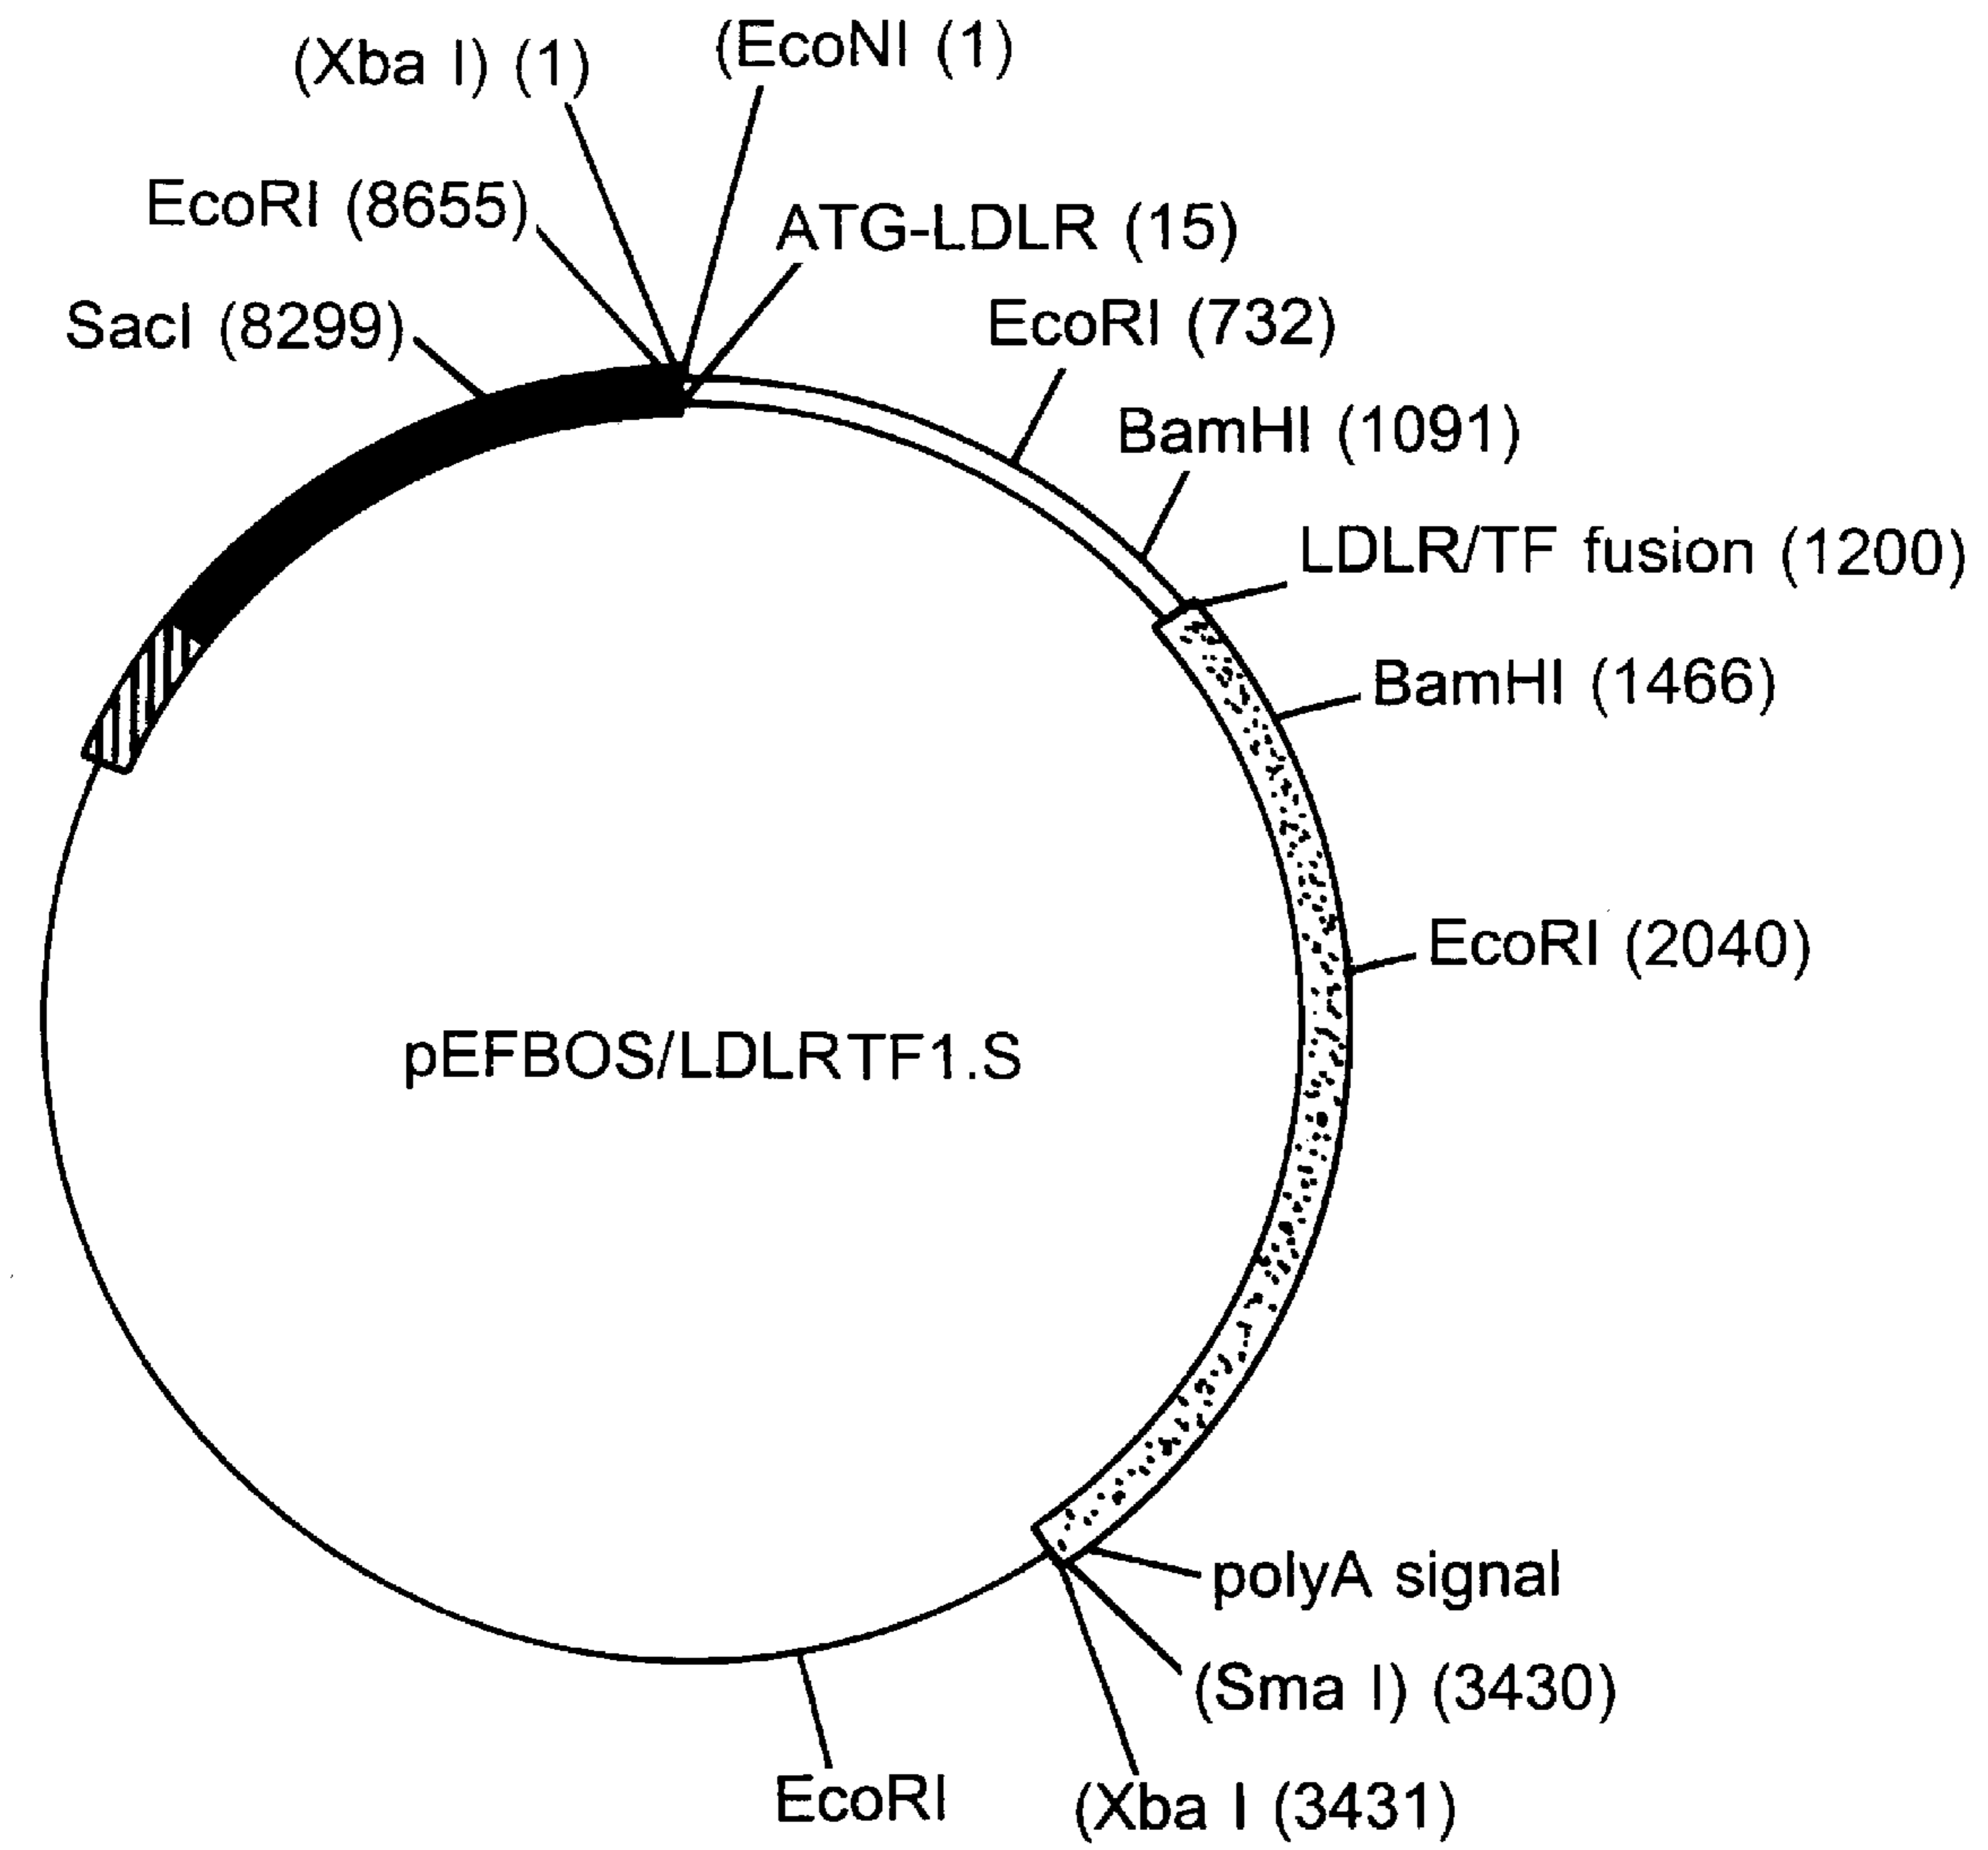 (EcoNI (1)
(Xba I) (1)
EcoRI (8655)
ATG-LDLR (15)
SacI (8299)
EcoRI (732)
BamHI (1091)
LDLR/TF fusion (1200)
BamHI (1466)
EcoRI (2040)
pEFBOS/LDLRTF1.S
polyA signal
(Sma I) (3430)
EcoRI
(Xba I (3431)